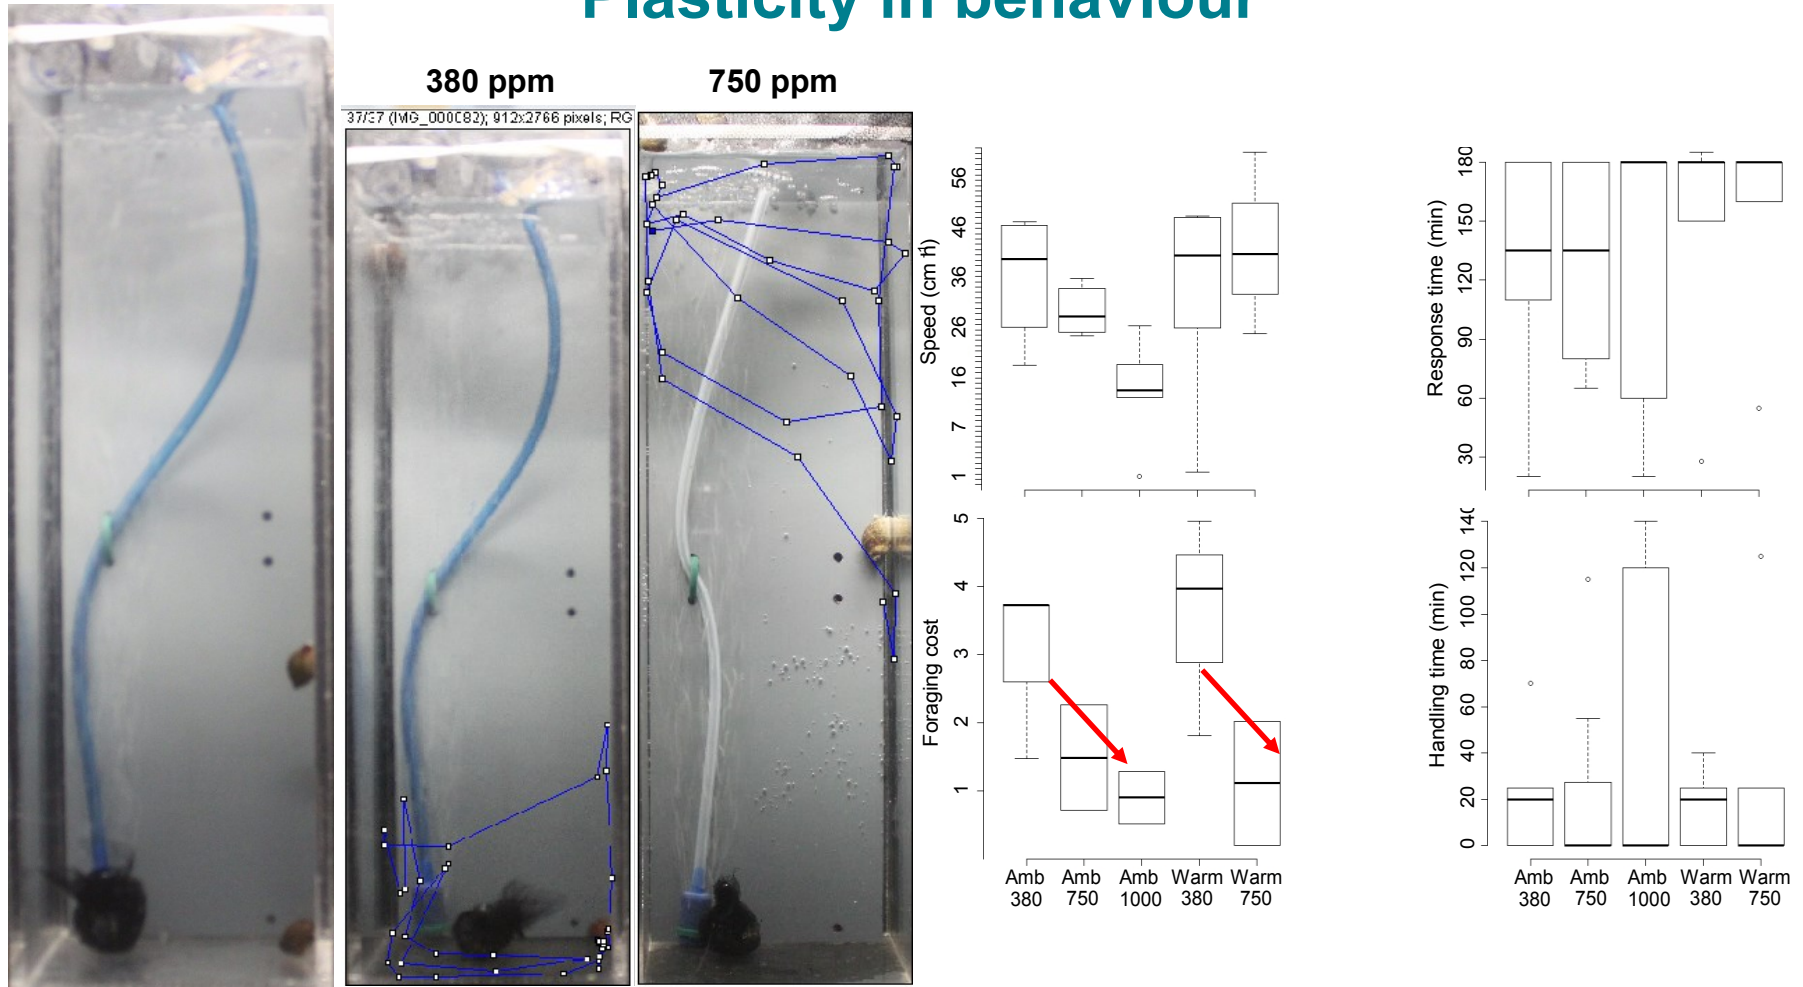 Plasticity in behaviour
380 ppm
750 ppm
37/37 (IMG_000082); 912x2766 pixels; RG
Speed (cm h-1)
56
46
36
26
16
7
1
Response time (min)
180
150
120
90
60
30
Foraging cost
5
4
3
2
1
Amb Amb Amb Warm Warm
380 750 1000 380 750
Handling time (min)
140
120
100
80
60
40
20
0
Amb Amb Amb Warm Warm
380 750 1000 380 750